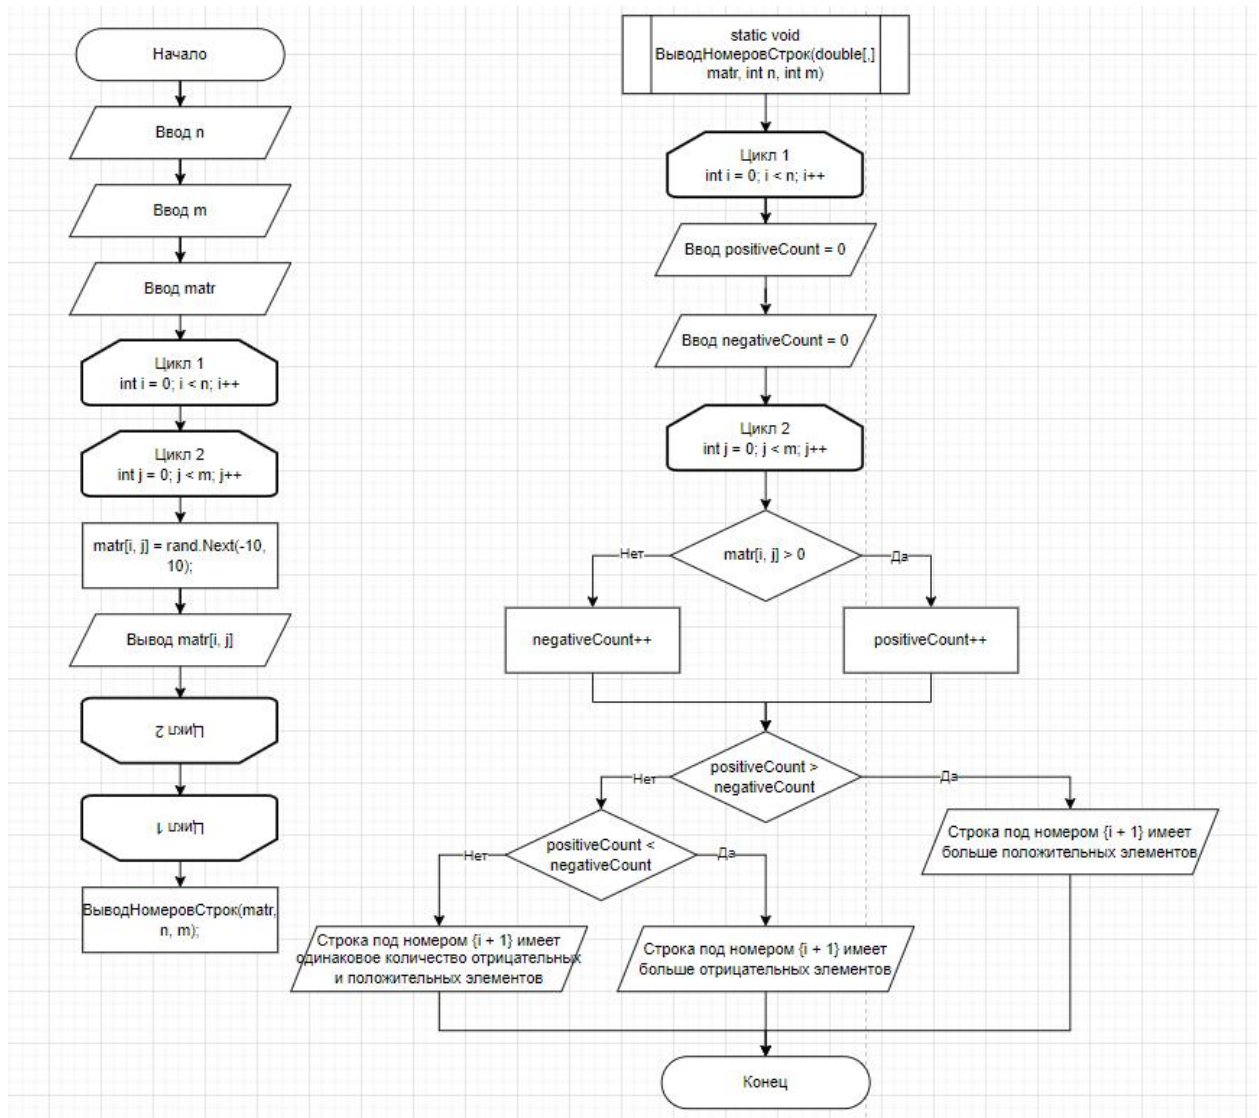 Начало
Ввод n
Ввод m
Ввод matr
Цикл 1
int i = 0; i < n; i++
Цикл 2
int j = 0; j < m; j++
matr[i, j] = rand.Next(-10,
10);
Вывод matr[i, j]
Цикл 2
Цикл 1
ВыводНомеровСтрок(matr,
n, m);
static void
ВыводНомеровСтрок(double[,]
matr, int n, int m)
Цикл 1
int i = 0; i < n; i++
Ввод positiveCount = 0
Ввод negativeCount = 0
Цикл 2
int j = 0; j < m; j++
matr[i, j] > 0
Нет
Да
negativeCount++
positiveCount++
positiveCount >
negativeCount
Нет
Да
positiveCount <
negativeCount
Нет
Да
Строка под номером {i + 1} имеет
больше положительных элементов
Строка под номером {i + 1} имеет
одинаковое количество отрицательных
и положительных элементов
Строка под номером {i + 1} имеет
больше отрицательных элементов
Конец